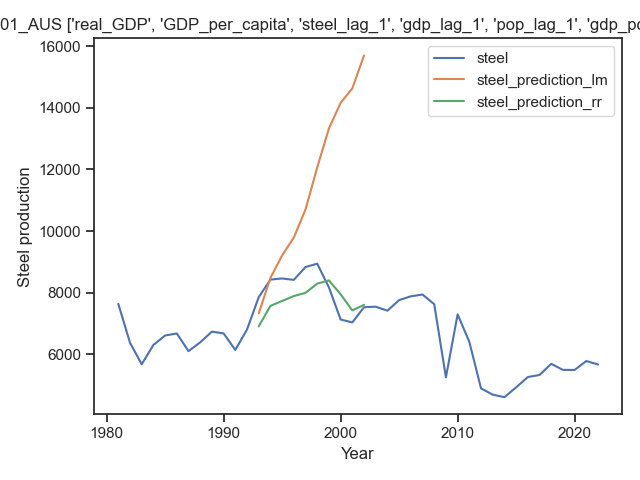 01_AUS ['real_GDP', 'GDP_per_capita', 'steel_lag_1', 'gdp_lag_1', 'pop_lag_1', 'gdp_po
steel
steel_prediction_lm
steel_prediction_rr
16000
14000
12000
10000
8000
6000
Steel production
1980
1990
2000
2010
2020
Year